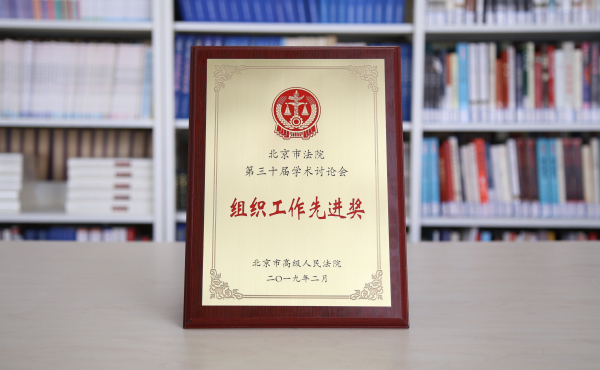 北京市法院
第三十届学术讨论会
组织工作先进奖
北京市高级人民法院
二〇一九年二月